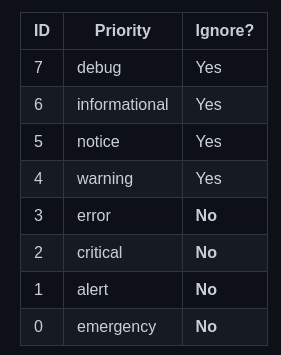 ID Priority Ignore?
7 debug Yes
6 informational Yes
5 notice Yes
4 warning Yes
3 error No
2 critical No
1 alert No
0 emergency No